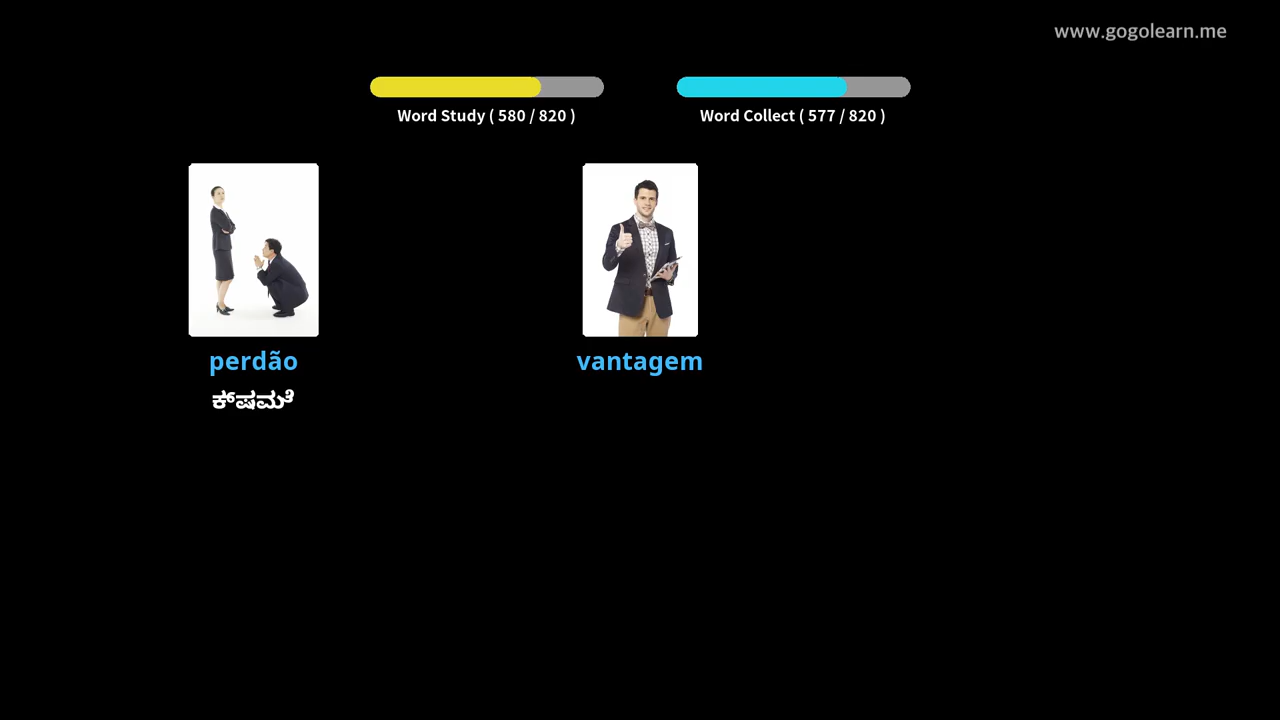 www.gogolearn.me
Word Study ( 580 / 820 )
Word Collect ( 577 / 820 )
perdão
vantagem
ಕ್ಷಮೆ